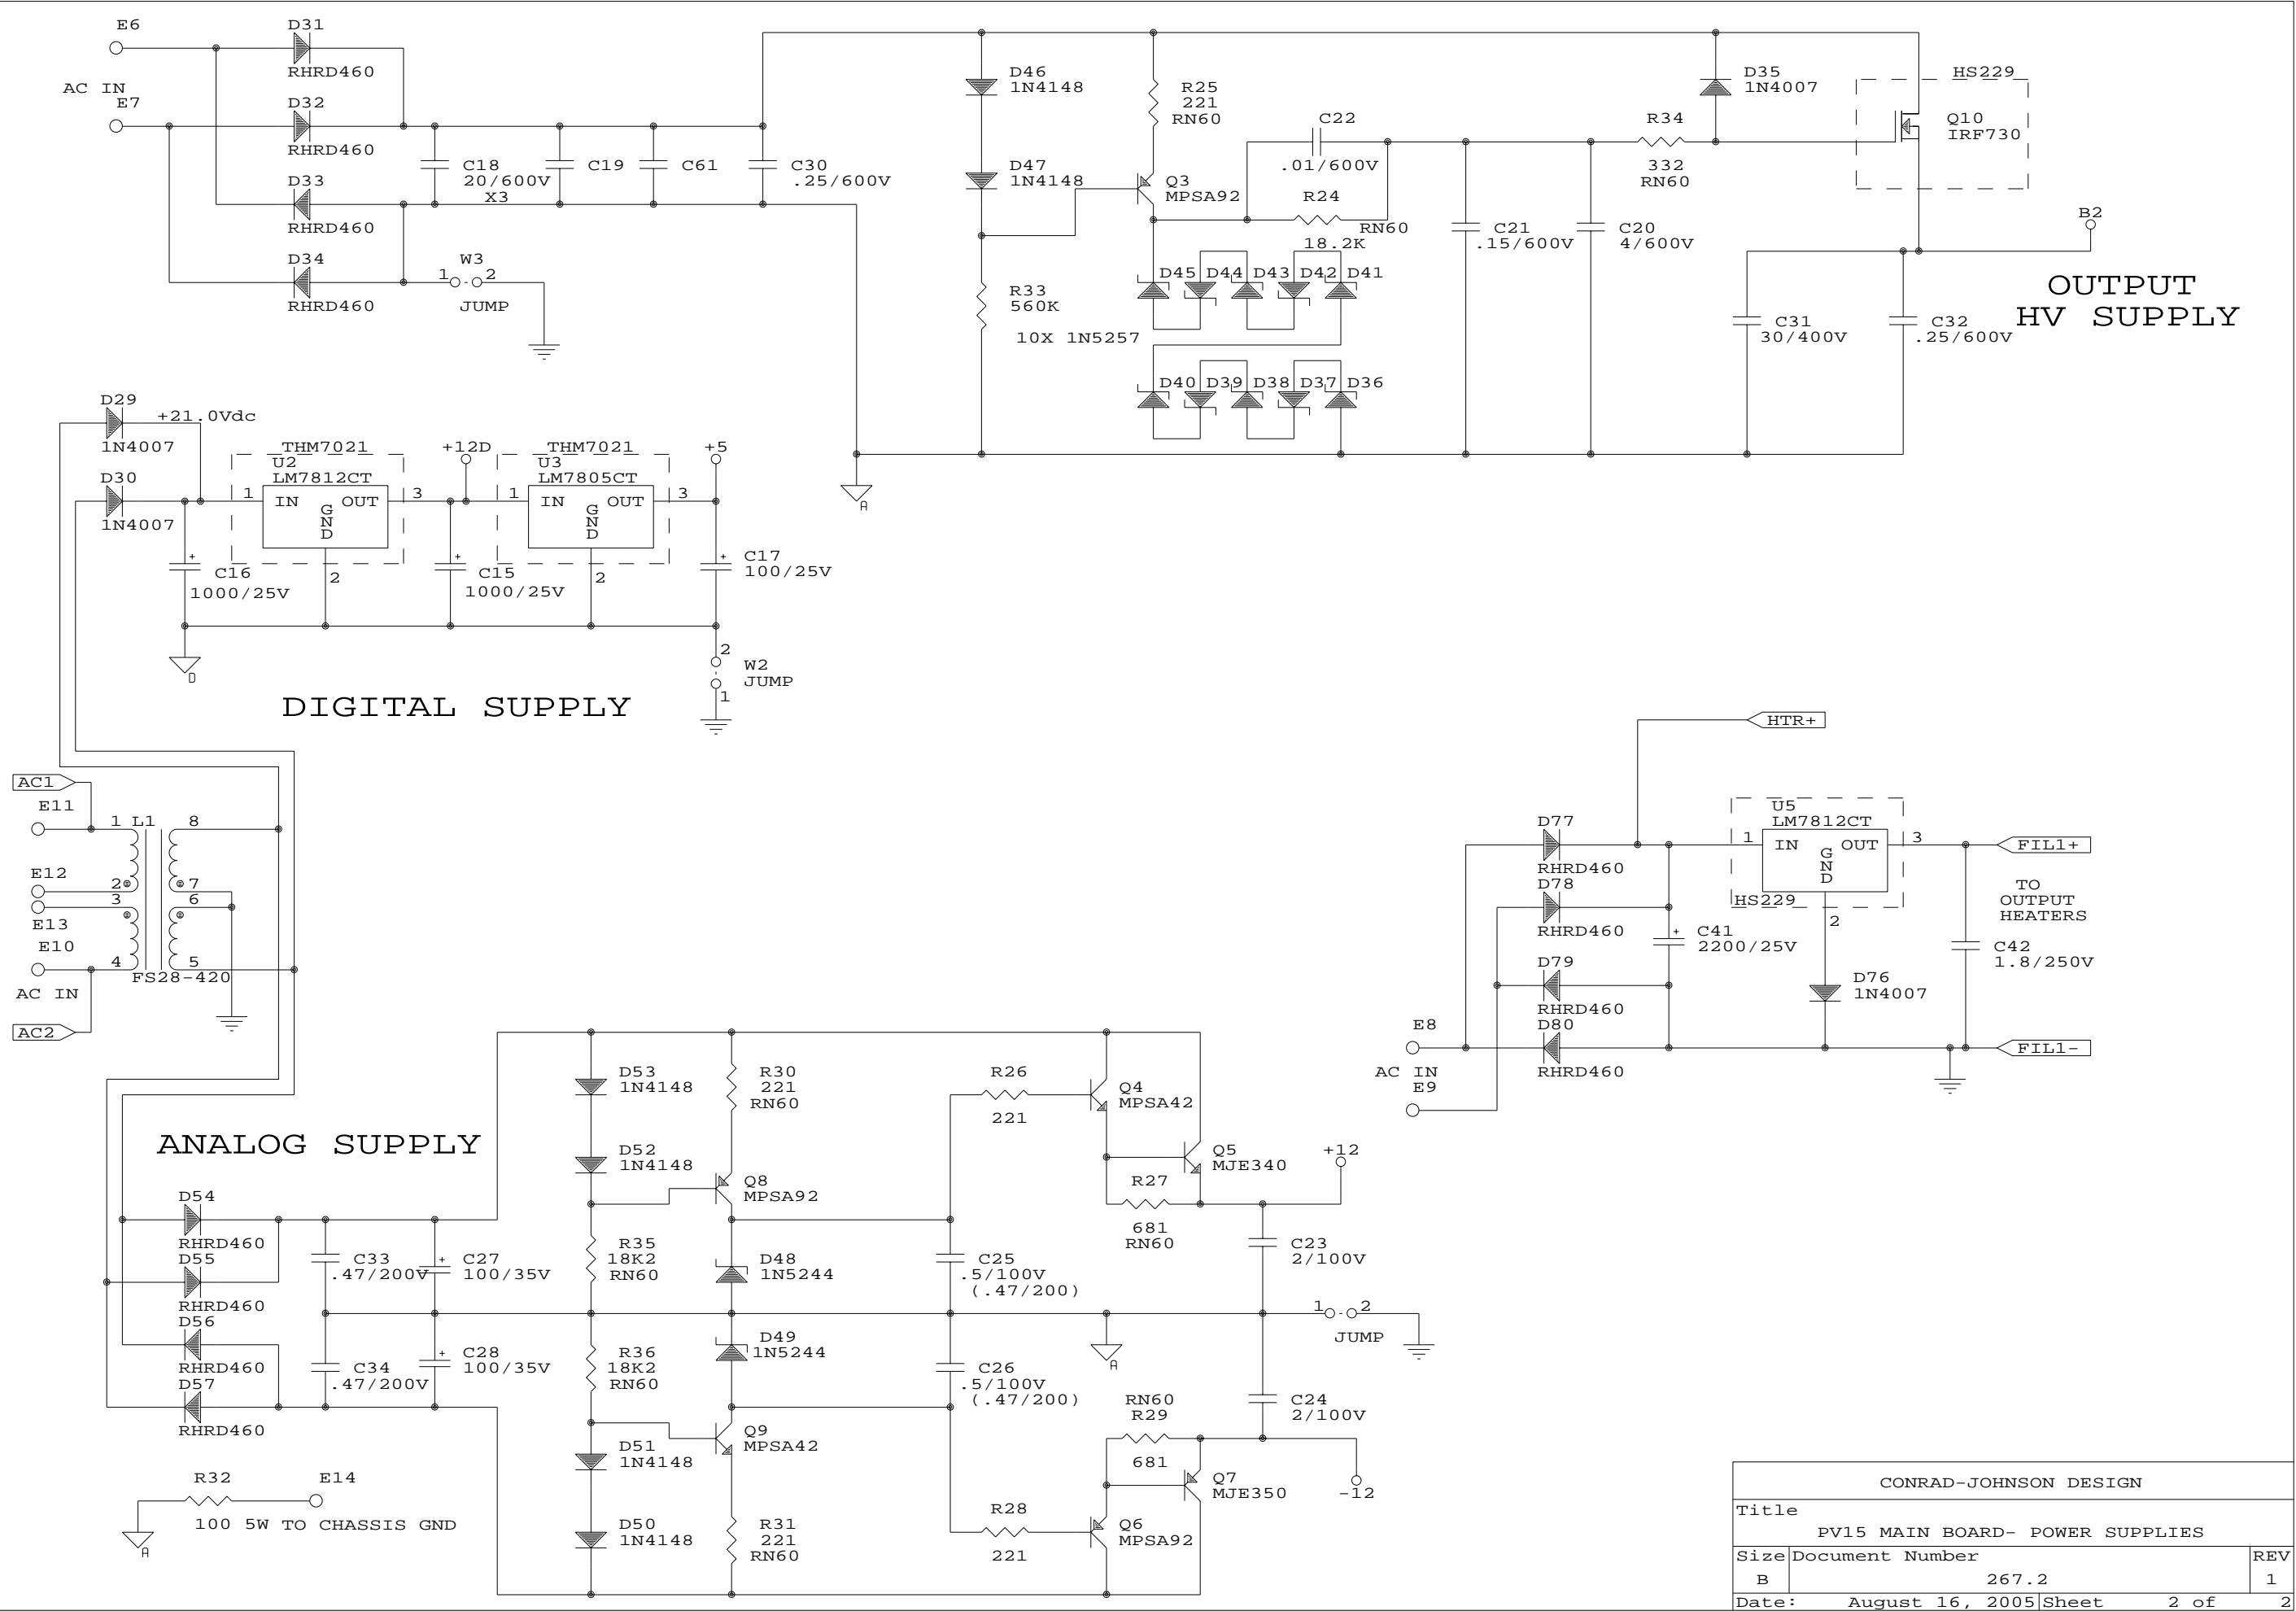 E6
D31
RHRD460
AC IN
E7
D32
RHRD460
D33
RHRD460
D34
RHRD460
C18
20/600V
X3
C19
C61
C30
.25/600V
W3
1 2
JUMP
D46
1N4148
D47
1N4148
R25
221
RN60
Q3
MPSA92
C22
.01/600V
R24
RN60
18.2K
R33
560K
D45 D44 D43 D42 D41
10X 1N5257
D40 D39 D38 D37 D36
C21
.15/600V
C20
4/600V
R34
332
RN60
D35
1N4007
HS229
Q10
IRF730
B2
C31
30/400V
C32
.25/600V
OUTPUT
HV SUPPLY
A
D29
+21.0Vdc
1N4007
D30
1N4007
THM7021
U2
LM7812CT
1 IN OUT 3
GND
2
C16
1000/25V
+12D
C15
1000/25V
THM7021
U3
LM7805CT
1 IN OUT 3
GND
2
+5
C17
100/25V
D
2
W2
JUMP
1
DIGITAL SUPPLY
AC1
E11
1 L1 8
E12
2 7
3 6
E13
E10
4 5
FS28-420
AC IN
AC2
HTR+
D77
RHRD460
D78
RHRD460
D79
RHRD460
D80
RHRD460
E8
AC IN
E9
C41
2200/25V
U5
LM7812CT
1 IN OUT 3
GND
HS229
2
D76
1N4007
FIL1+
TO
OUTPUT
HEATERS
C42
1.8/250V
FIL1-
ANALOG SUPPLY
D54
RHRD460
D55
RHRD460
D56
RHRD460
D57
RHRD460
C33
.47/200V
C27
100/35V
C34
.47/200V
C28
100/35V
D53
1N4148
D52
1N4148
R30
221
RN60
Q8
MPSA92
R35
18K2
RN60
D48
1N5244
R36
18K2
RN60
D49
1N5244
D51
1N4148
Q9
MPSA42
D50
1N4148
R31
221
RN60
C25
.5/100V
(.47/200)
C26
.5/100V
(.47/200)
R26
221
Q4
MPSA42
Q5
MJE340
R27
681
RN60
+12
C23
2/100V
1 2
JUMP
A
C24
2/100V
RN60
R29
681
Q7
MJE350
-12
R28
221
Q6
MPSA92
R32
E14
100 5W TO CHASSIS GND
A
CONRAD-JOHNSON DESIGN
Title
PV15 MAIN BOARD- POWER SUPPLIES
Size Document Number REV
B 267.2 1
Date: August 16, 2005 Sheet 2 of 2